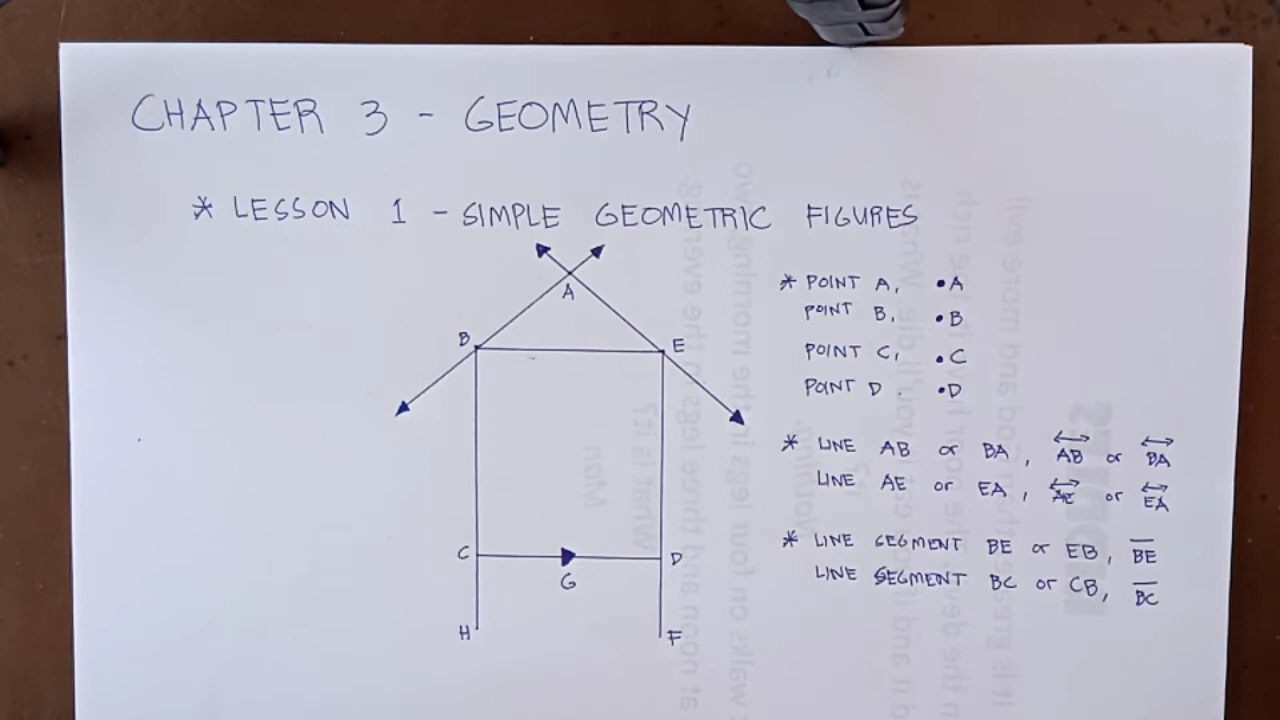 CHAPTER 3 - GEOMETRY
* LESSON 1 - SIMPLE GEOMETRIC FIGURES
A
B
E
C
D
G
H
F
* POINT A, •A
POINT B, •B
POINT C, •C
POINT D. •D
* LINE AB or BA, AB or BA
LINE AE or EA, AE or EA
* LINE SEGMENT BE or EB, BE
LINE SEGMENT BC or CB, BC